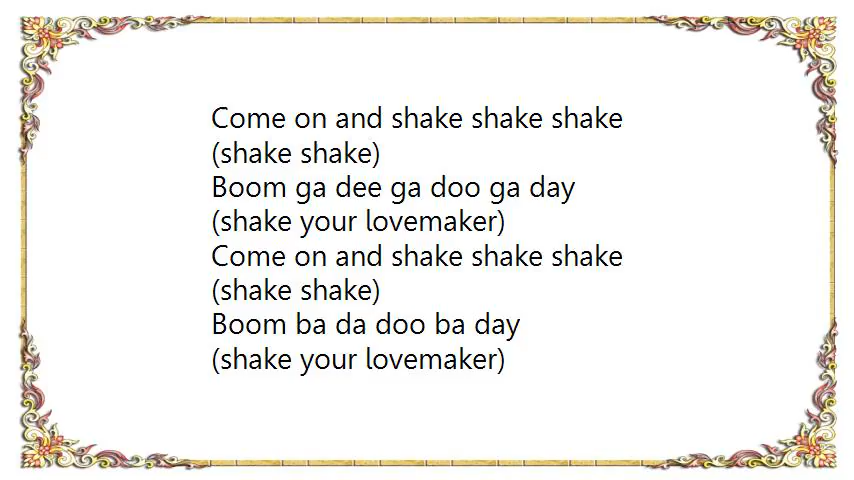 Come on and shake shake shake
(shake shake)
Boom ga dee ga doo ga day
(shake your lovemaker)
Come on and shake shake shake
(shake shake)
Boom ba da doo ba day
(shake your lovemaker)